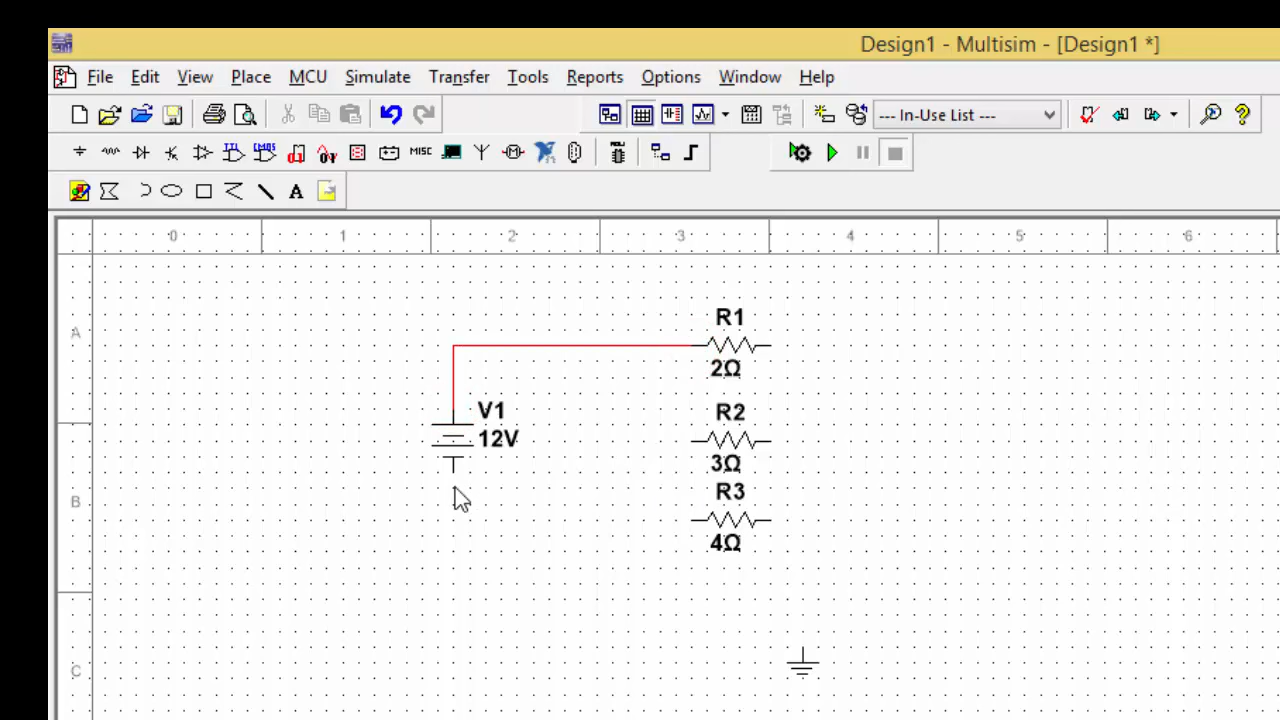 Design1 - Multisim - [Design1 *]
File Edit View Place MCU Simulate Transfer Tools Reports Options Window Help
--- In-Use List ---
MISC
A
0 1 2 3 4 5 6
A
R1
2Ω
V1
12V
R2
3Ω
B
R3
4Ω
C